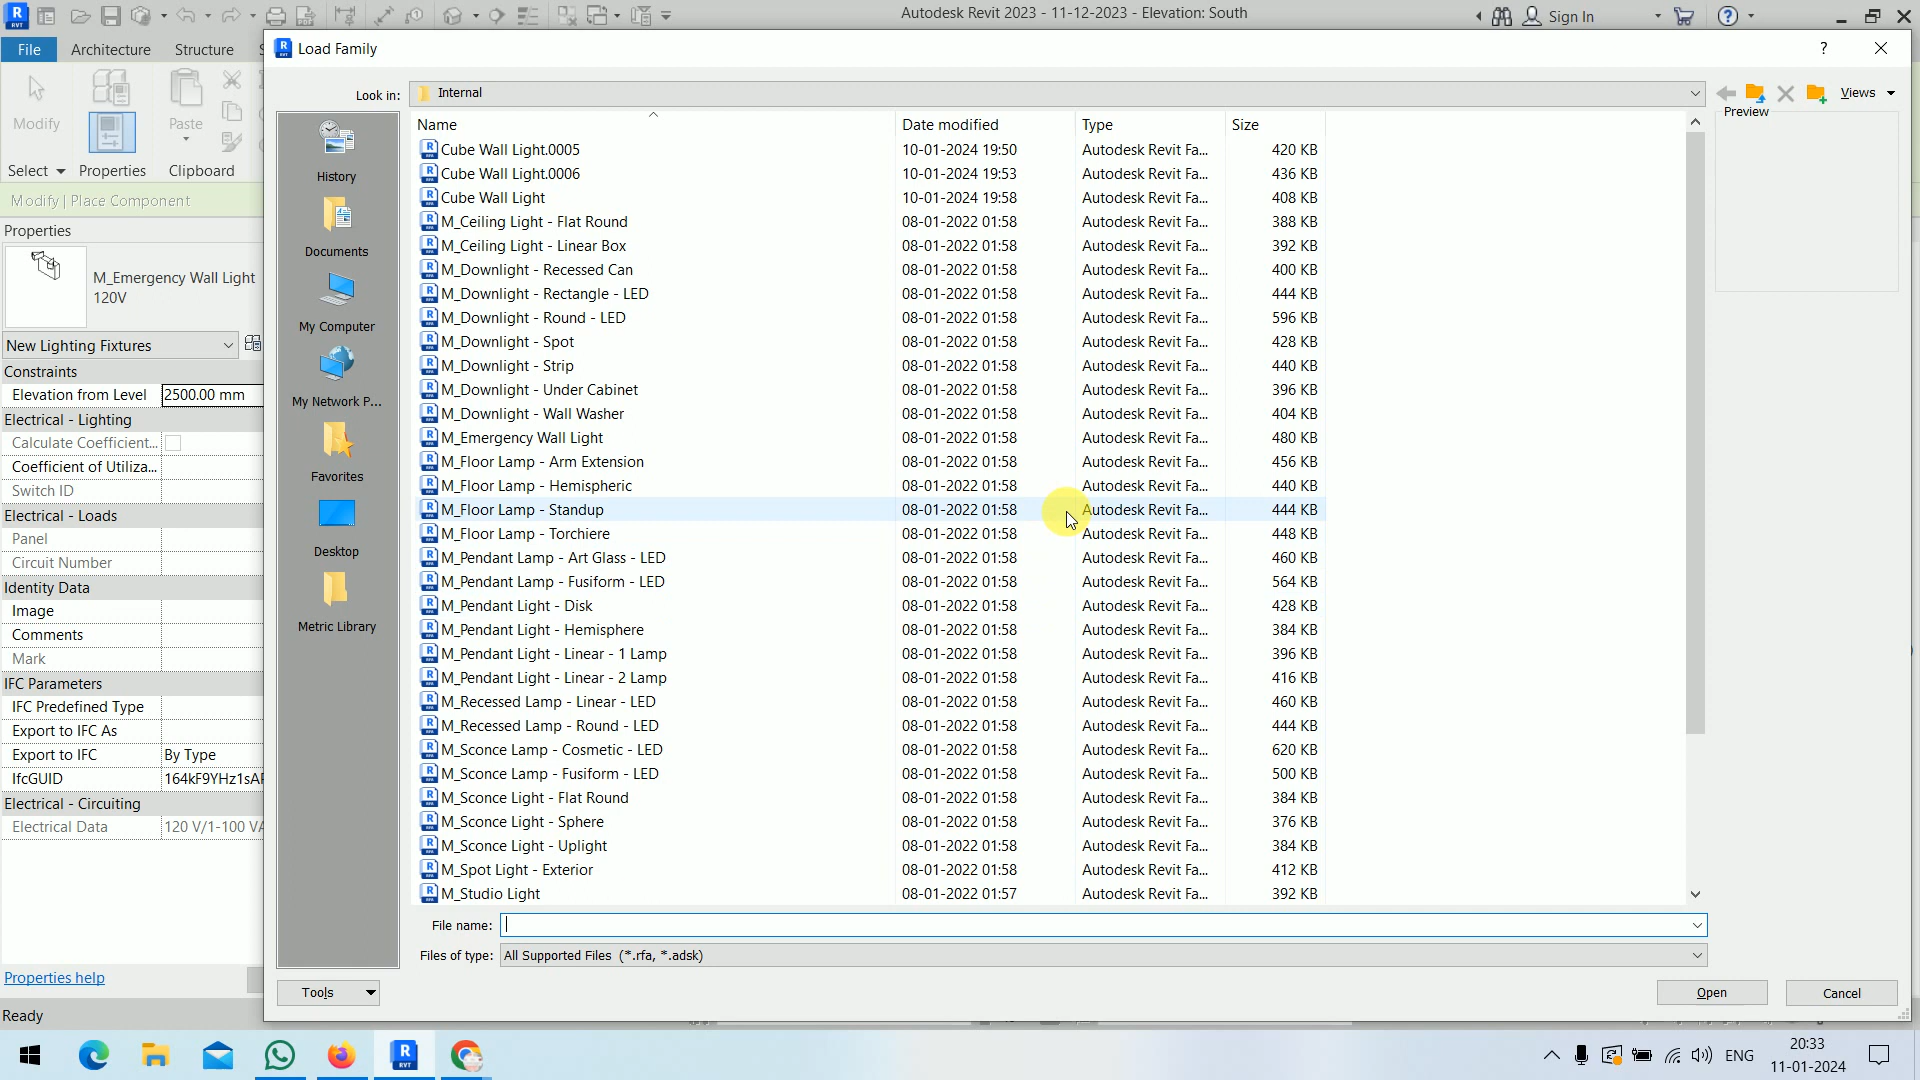 Autodesk Revit 2023 - 11-12-2023 - Elevation: South
Sign In
File
Architecture
Structure
Load Family
Modify
Paste
Select
Properties
Clipboard
Modify | Place Component
Properties
M_Emergency Wall Light
120V
New Lighting Fixtures
Constraints
Elevation from Level 2500.00 mm
Electrical - Lighting
Calculate Coefficient...
Coefficient of Utiliza...
Switch ID
Electrical - Loads
Panel
Circuit Number
Identity Data
Image
Comments
Mark
IFC Parameters
IFC Predefined Type
Export to IFC As
Export to IFC By Type
IfcGUID 164kF9YHz1sAF
Electrical - Circuiting
Electrical Data 120 V/1-100 VA
Properties help
Ready
Look in: Internal
Views
Preview
History
Documents
My Computer
My Network P...
Favorites
Desktop
Metric Library
Name Date modified Type Size
Cube Wall Light.0005 10-01-2024 19:50 Autodesk Revit Fa... 420 KB
Cube Wall Light.0006 10-01-2024 19:53 Autodesk Revit Fa... 436 KB
Cube Wall Light 10-01-2024 19:58 Autodesk Revit Fa... 408 KB
M_Ceiling Light - Flat Round 08-01-2022 01:58 Autodesk Revit Fa... 388 KB
M_Ceiling Light - Linear Box 08-01-2022 01:58 Autodesk Revit Fa... 392 KB
M_Downlight - Recessed Can 08-01-2022 01:58 Autodesk Revit Fa... 400 KB
M_Downlight - Rectangle - LED 08-01-2022 01:58 Autodesk Revit Fa... 444 KB
M_Downlight - Round - LED 08-01-2022 01:58 Autodesk Revit Fa... 596 KB
M_Downlight - Spot 08-01-2022 01:58 Autodesk Revit Fa... 428 KB
M_Downlight - Strip 08-01-2022 01:58 Autodesk Revit Fa... 440 KB
M_Downlight - Under Cabinet 08-01-2022 01:58 Autodesk Revit Fa... 396 KB
M_Downlight - Wall Washer 08-01-2022 01:58 Autodesk Revit Fa... 404 KB
M_Emergency Wall Light 08-01-2022 01:58 Autodesk Revit Fa... 480 KB
M_Floor Lamp - Arm Extension 08-01-2022 01:58 Autodesk Revit Fa... 456 KB
M_Floor Lamp - Hemispheric 08-01-2022 01:58 Autodesk Revit Fa... 440 KB
M_Floor Lamp - Standup 08-01-2022 01:58 Autodesk Revit Fa... 444 KB
M_Floor Lamp - Torchiere 08-01-2022 01:58 Autodesk Revit Fa... 448 KB
M_Pendant Lamp - Art Glass - LED 08-01-2022 01:58 Autodesk Revit Fa... 460 KB
M_Pendant Lamp - Fusiform - LED 08-01-2022 01:58 Autodesk Revit Fa... 564 KB
M_Pendant Light - Disk 08-01-2022 01:58 Autodesk Revit Fa... 428 KB
M_Pendant Light - Hemisphere 08-01-2022 01:58 Autodesk Revit Fa... 384 KB
M_Pendant Light - Linear - 1 Lamp 08-01-2022 01:58 Autodesk Revit Fa... 396 KB
M_Pendant Light - Linear - 2 Lamp 08-01-2022 01:58 Autodesk Revit Fa... 416 KB
M_Recessed Lamp - Linear - LED 08-01-2022 01:58 Autodesk Revit Fa... 460 KB
M_Recessed Lamp - Round - LED 08-01-2022 01:58 Autodesk Revit Fa... 444 KB
M_Sconce Lamp - Cosmetic - LED 08-01-2022 01:58 Autodesk Revit Fa... 620 KB
M_Sconce Lamp - Fusiform - LED 08-01-2022 01:58 Autodesk Revit Fa... 500 KB
M_Sconce Light - Flat Round 08-01-2022 01:58 Autodesk Revit Fa... 384 KB
M_Sconce Light - Sphere 08-01-2022 01:58 Autodesk Revit Fa... 376 KB
M_Sconce Light - Uplight 08-01-2022 01:58 Autodesk Revit Fa... 384 KB
M_Spot Light - Exterior 08-01-2022 01:58 Autodesk Revit Fa... 412 KB
M_Studio Light 08-01-2022 01:57 Autodesk Revit Fa... 392 KB
File name:
Files of type: All Supported Files (*.rfa, *.adsk)
Tools
Open
Cancel
ENG
20:33
11-01-2024